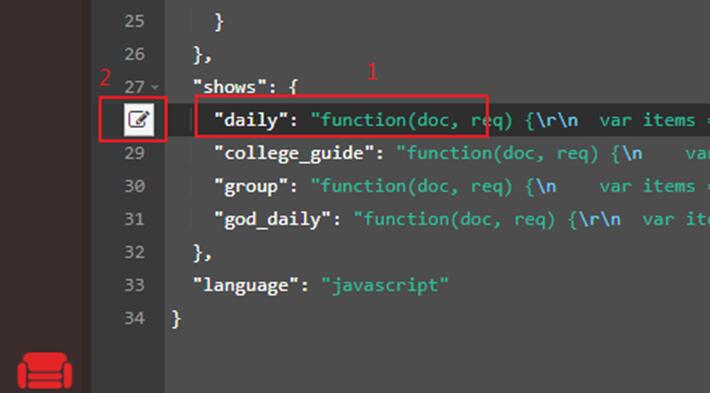 25 }
26 },
1
2
27 "shows": {
"daily": "function(doc, req) {\r\n var items =
29 "college_guide": "function(doc, req) {\n va
30 "group": "function(doc, req) {\n var items =
31 "god_daily": "function(doc, req) {\r\n var ite
32 },
33 "language": "javascript"
34 }